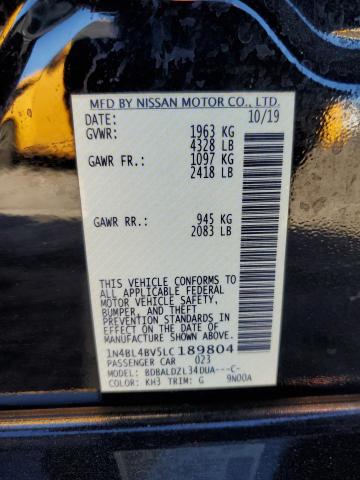 MFD BY NISSAN MOTOR CO., LTD.
DATE: 10/19
GVWR: 1963 KG
4328 LB
GAWR FR.: 1097 KG
2418 LB
GAWR RR.: 945 KG
2083 LB
THIS VEHICLE CONFORMS TO
ALL APPLICABLE FEDERAL
MOTOR VEHICLE SAFETY,
BUMPER, AND THEFT
PREVENTION STANDARDS IN
EFFECT ON THE DATE OF
MANUFACTURE SHOWN ABOVE.
1N4BL4BV5LC189804
PASSENGER CAR 023
MODEL: BDBALDZL34DUA---C-
COLOR: KH3 TRIM: G 9N00A